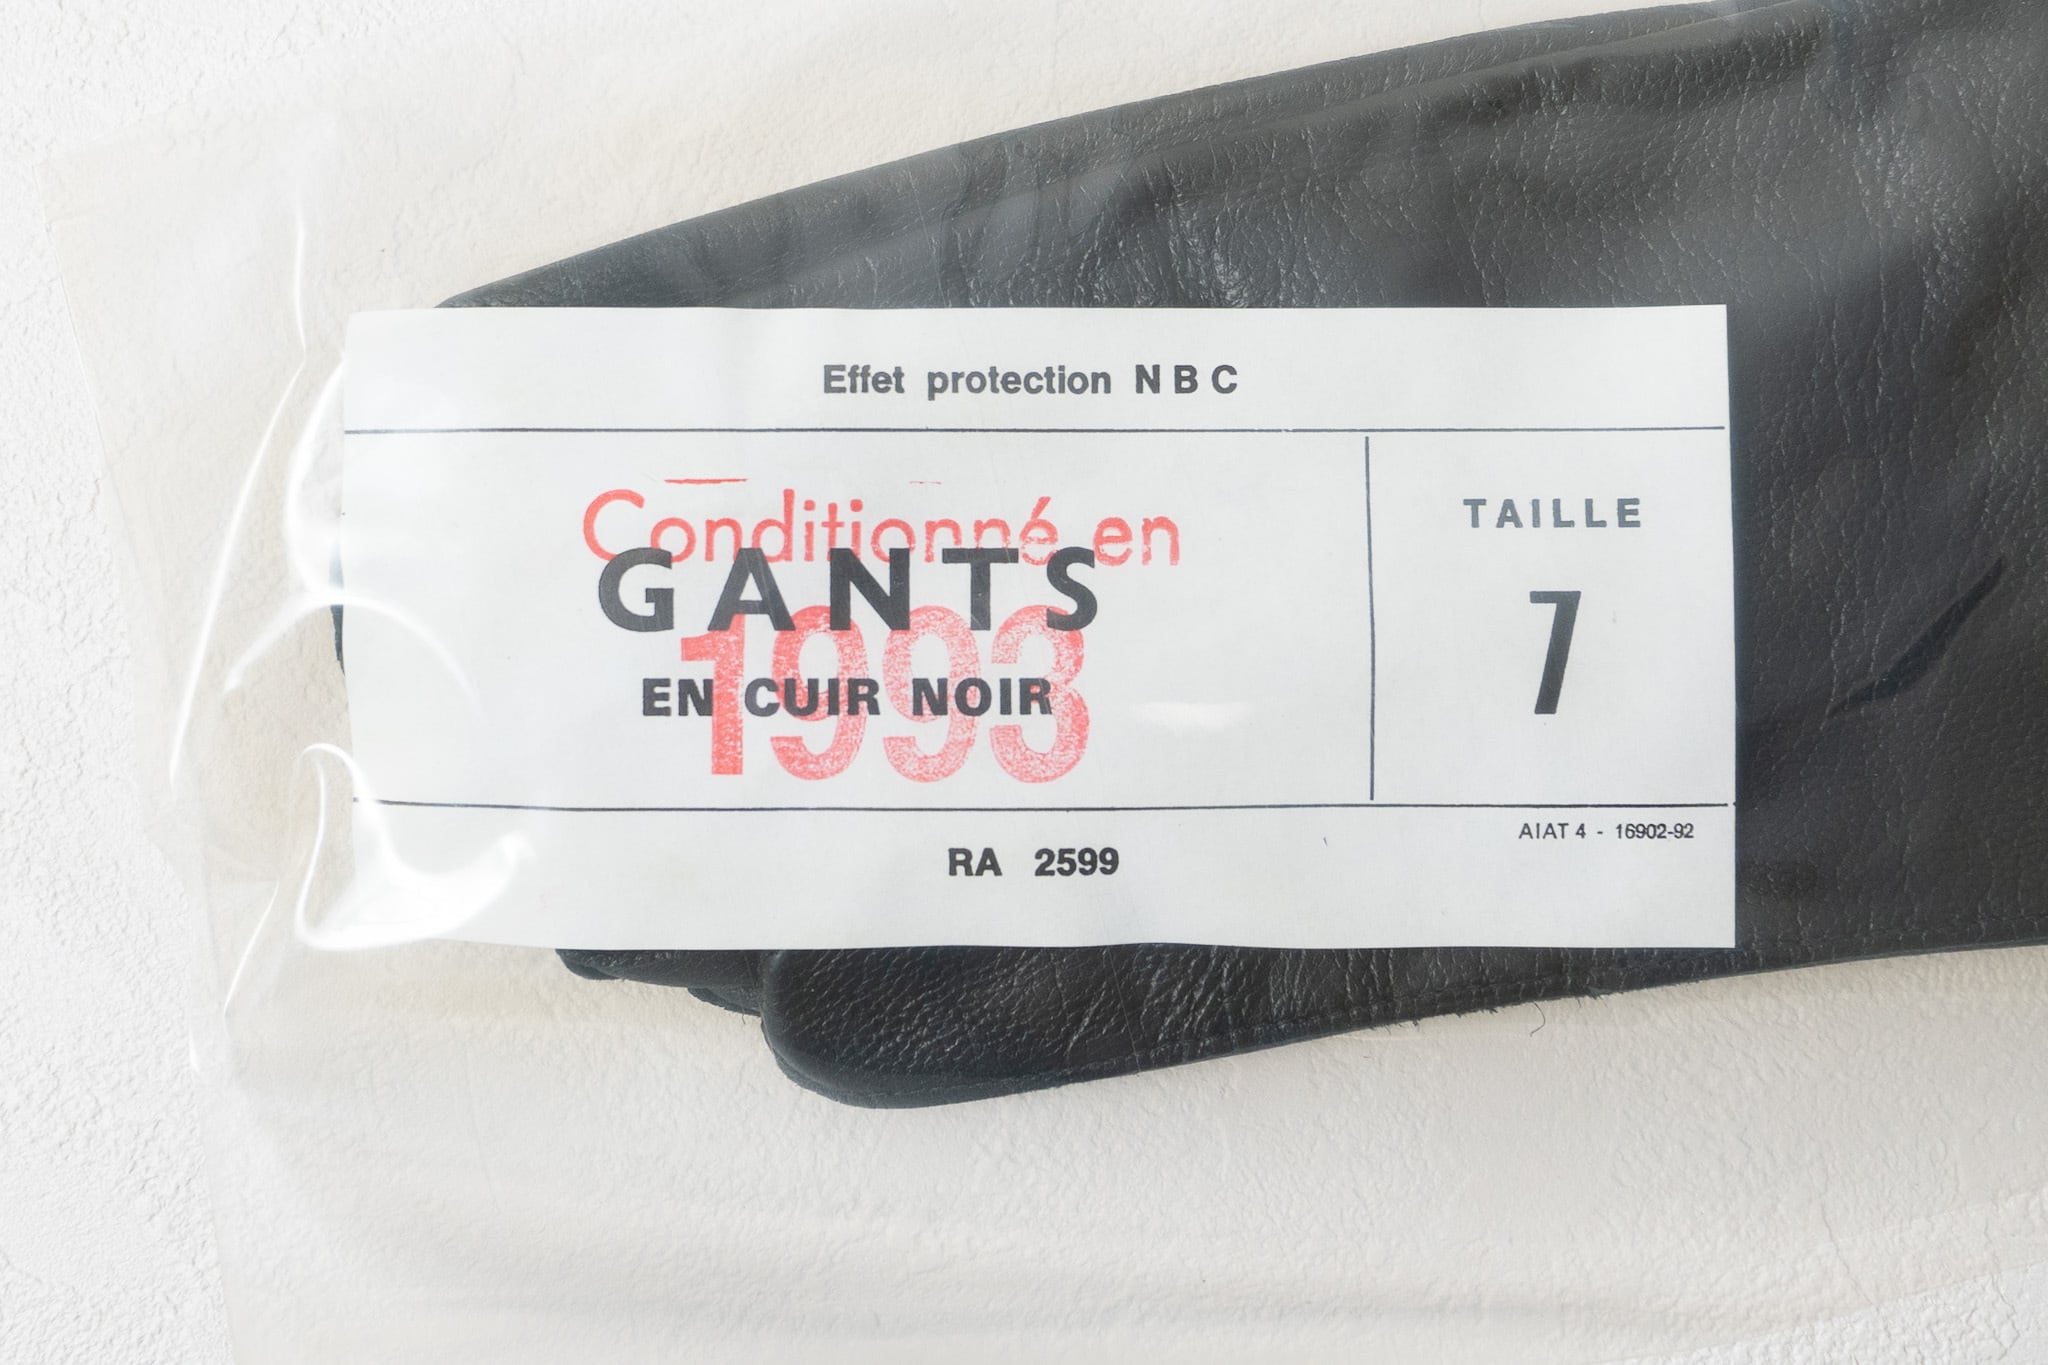 Effet protection N B C
Conditionné en
GANTS
1993
EN CUIR NOIR
TAILLE
7
AIAT 4 - 16902-92
RA 2599